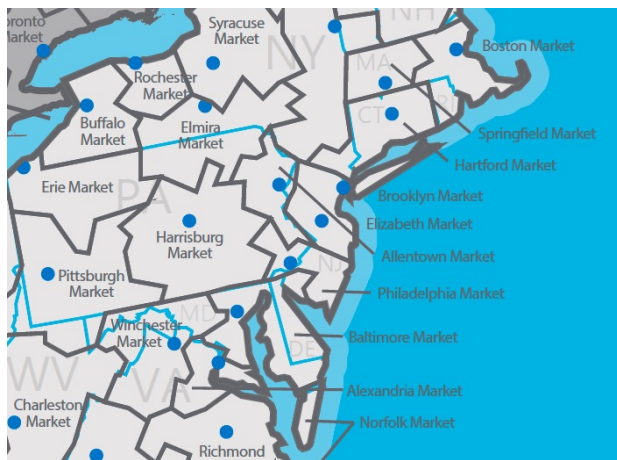 oronto
Market
Syracuse
Market
NY
NH
MA
Boston Market
Rochester
Market
Buffalo
Market
Elmira
Market
CT
RI
Springfield Market
Hartford Market
Erie Market
PA
Brooklyn Market
Harrisburg
Market
Elizabeth Market
Allentown Market
NJ
Pittsburgh
Market
Philadelphia Market
MD
Winchester
Market
Baltimore Market
DE
WV
VA
Alexandria Market
Charleston
Market
Norfolk Market
Richmond